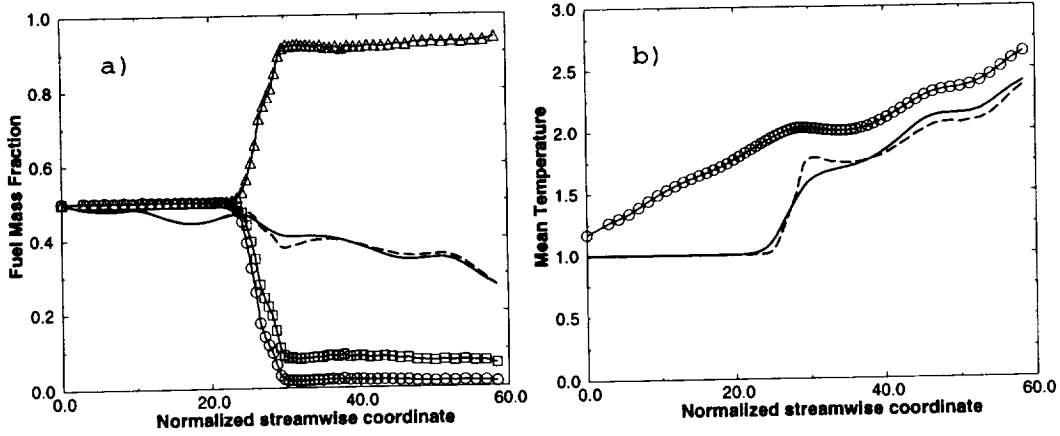 a)
Fuel Mass Fraction
1.0
0.8
0.6
0.4
0.2
0.0
0.0 20.0 40.0 60.0
Normalized streamwise coordinate
b)
Mean Temperature
3.0
2.5
2.0
1.5
1.0
0.5
0.0
0.0 20.0 40.0 60.0
Normalized streamwise coordinate